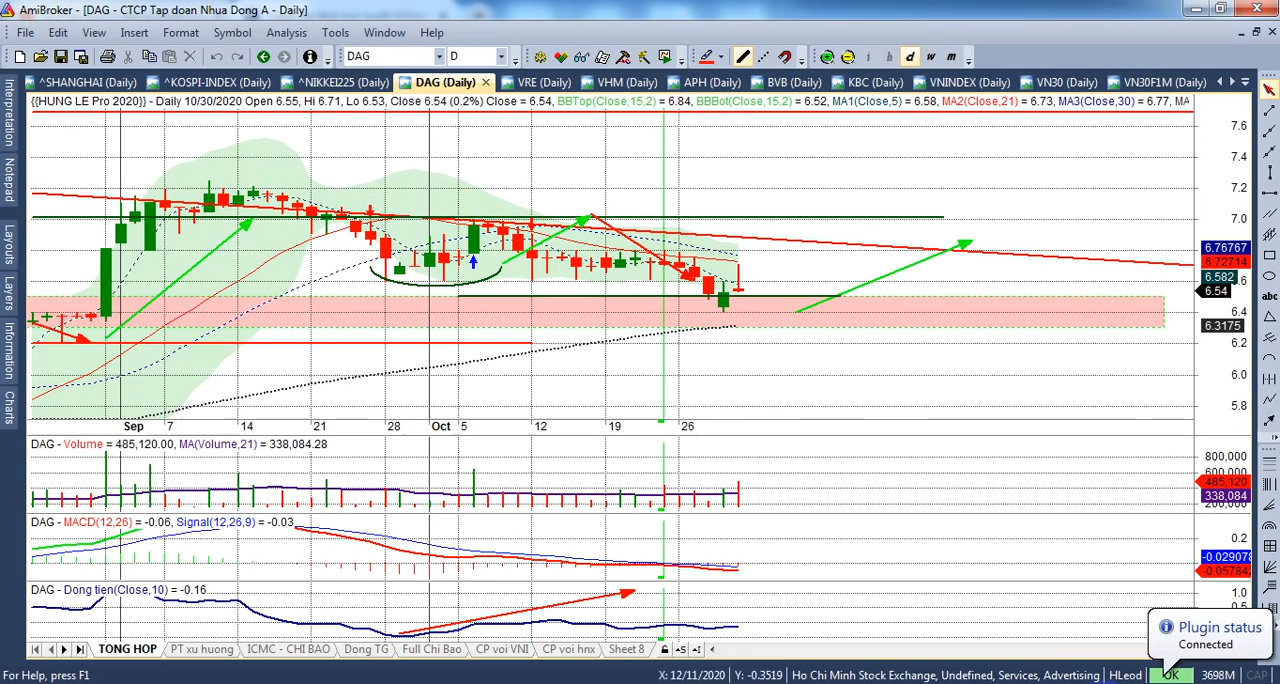 AmiBroker - [DAG - CTCP Tap doan Nhua Dong A - Daily]
File Edit View Insert Format Symbol Analysis Tools Window Help
DAG D i h d w m
^SHANGHAI (Daily) ^KOSPI-INDEX (Daily) ^NIKKEI225 (Daily) DAG (Daily) VRE (Daily) VHM (Daily) APH (Daily) BVB (Daily) KBC (Daily) VNINDEX (Daily) VN30 (Daily) VN30F1M (Daily)
{{HUNG LE Pro 2020}} - Daily 10/30/2020 Open 6.55, Hi 6.71, Lo 6.53, Close 6.54 (0.2%) Close = 6.54, BBTop(Close,15,2) = 6.84, BBBot(Close,15,2) = 6.52, MA1(Close,5) = 6.58, MA2(Close,21) = 6.73, MA3(Close,30) = 6.77, MA
Interpretation
Notepad
Layouts
Layers
Information
Charts
abc
7.6
7.4
7.2
7.0
6.76767
6.72714
6.582
6.54
6.4
6.3175
6.2
6.0
5.8
Sep 7 14 21 28 Oct 5 12 19 26
DAG - Volume = 485,120.00, MA(Volume,21) = 338,084.28
800,000
600,000
485,120
338,084
200,000
DAG - MACD(12,26) = -0.06, Signal(12,26,9) = -0.03
0.2
-0.029078
-0.057842
DAG - Dong tien(Close,10) = -0.16
1.0
0.5
Plugin status
Connected
TONG HOP PT xu huong ICMC - CHI BAO Dong TG Full Chi Bao CP voi VNI CP voi hnx Sheet 8
For Help, press F1 X: 12/11/2020 Y: -0.3519 Ho Chi Minh Stock Exchange, Undefined, Services, Advertising HLeod OK 3698M CAP